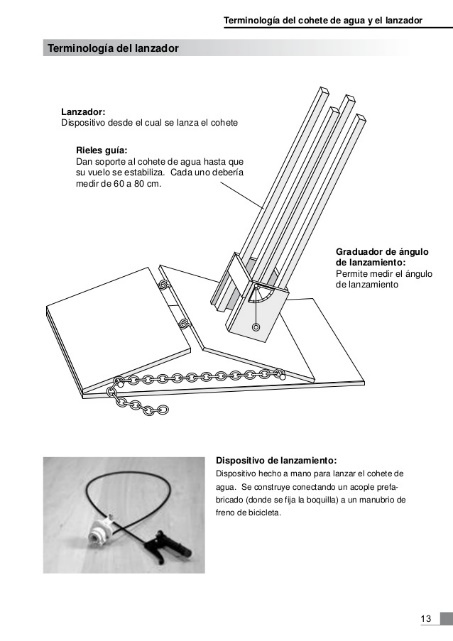 Terminología del cohete de agua y el lanzador
Terminología del lanzador
Lanzador:
Dispositivo desde el cual se lanza el cohete
Rieles guía:
Dan soporte al cohete de agua hasta que
su vuelo se estabiliza. Cada uno debería
medir de 60 a 80 cm.
Graduador de ángulo
de lanzamiento:
Permite medir el ángulo
de lanzamiento
Dispositivo de lanzamiento:
Dispositivo hecho a mano para lanzar el cohete de
agua. Se construye conectando un acople prefa-
bricado (donde se fija la boquilla) a un manubrio de
freno de bicicleta.
13